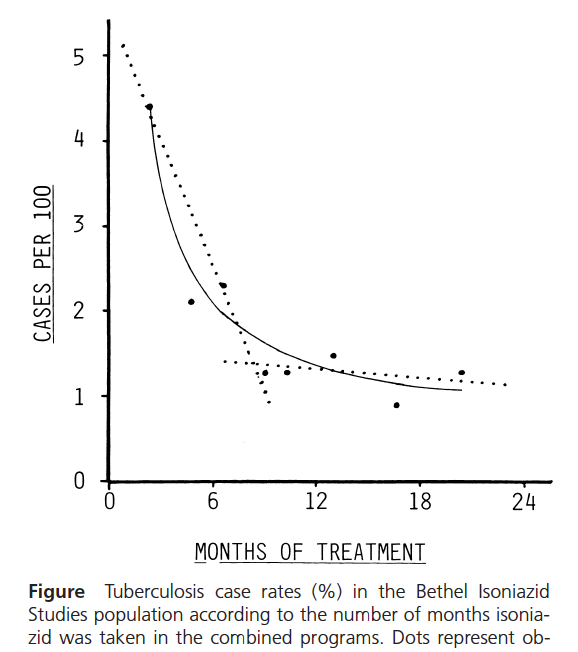 5
4
3
2
1
0
CASES PER 100
0 6 12 18 24
MONTHS OF TREATMENT
Figure Tuberculosis case rates (%) in the Bethel Isoniazid
Studies population according to the number of months isonia-
zid was taken in the combined programs. Dots represent ob-